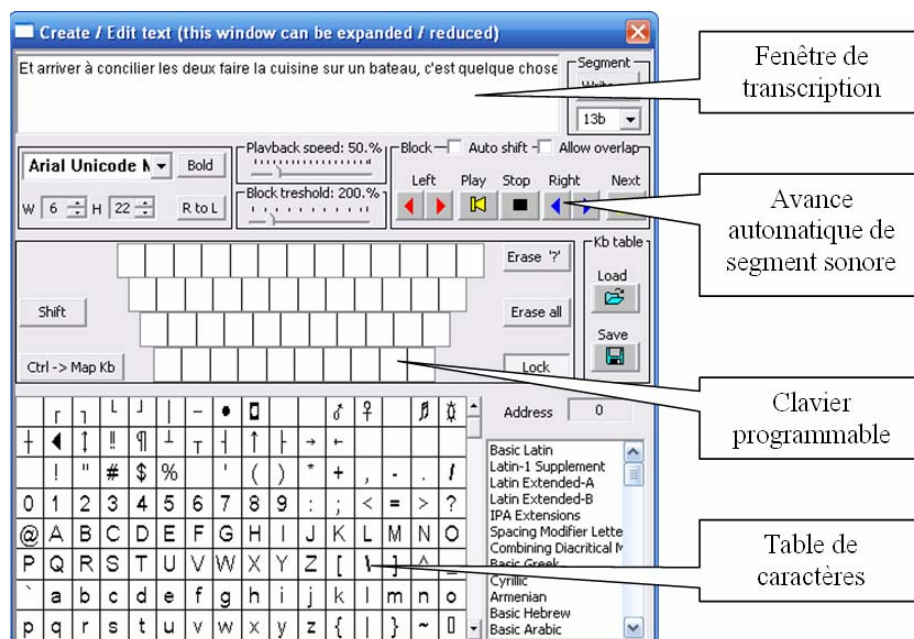 Create / Edit text (this window can be expanded / reduced)
Et arriver à concilier les deux faire la cuisine sur un bateau, c'est quelque chose
Segment
13b
Fenêtre de
transcription
Arial Unicode
Bold
W 6 H 22
R to L
Playback speed: 50.%
Block treshold: 200.%
Block
Auto shift
Allow overlap
Left Play Stop Right Next
Avance
automatique de
segment sonore
Shift
Ctrl -> Map Kb
Erase '?'
Erase all
Lock
Kb table
Load
Save
Clavier
programmable
! " # $ % ' ( ) * + , - . /
0 1 2 3 4 5 6 7 8 9 : ; < = > ?
@ A B C D E F G H I J K L M N O
P Q R S T U V W X Y Z [ \ ] ^ _
` a b c d e f g h i j k l m n o
p q r s t u v w x y z { | } ~
Address 0
Basic Latin
Latin-1 Supplement
Latin Extended-A
Latin Extended-B
IPA Extensions
Spacing Modifier Lette
Combining Diacritical
Basic Greek
Cyrillic
Armenian
Basic Hebrew
Basic Arabic
Table de
caractères